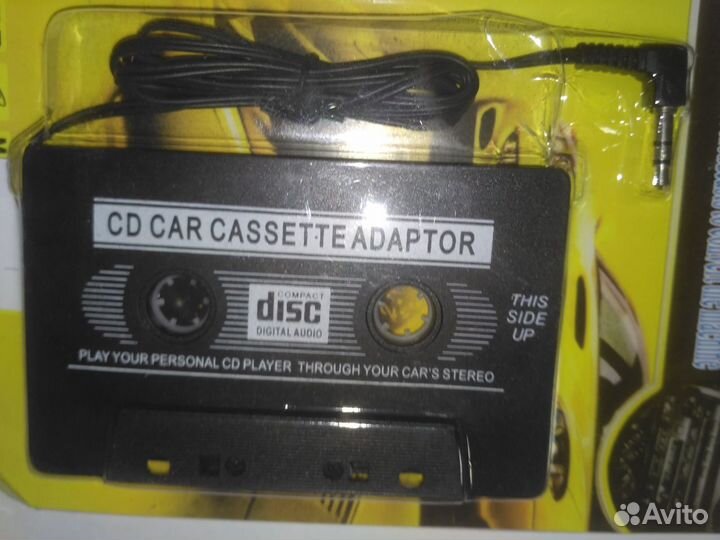 CD CAR CASSETTE ADAPTOR
COMPACT
disc
DIGITAL AUDIO
THIS
SIDE
UP
PLAY YOUR PERSONAL CD PLAYER THROUGH YOUR CAR'S STEREO
Avito